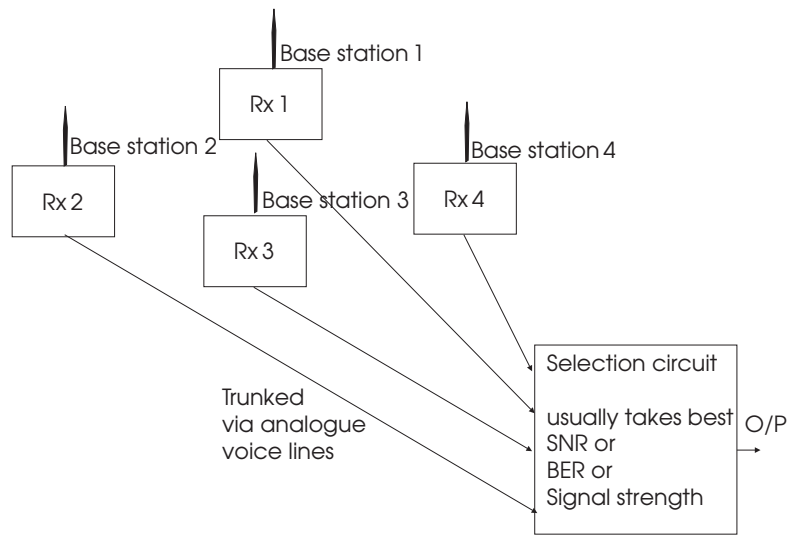 Base station 1
Rx 1
Base station 2
Base station 4
Rx 2
Base station 3
Rx 4
Rx 3
Selection circuit
Trunked
via analogue
voice lines
usually takes best
SNR or
BER or
Signal strength
O/P